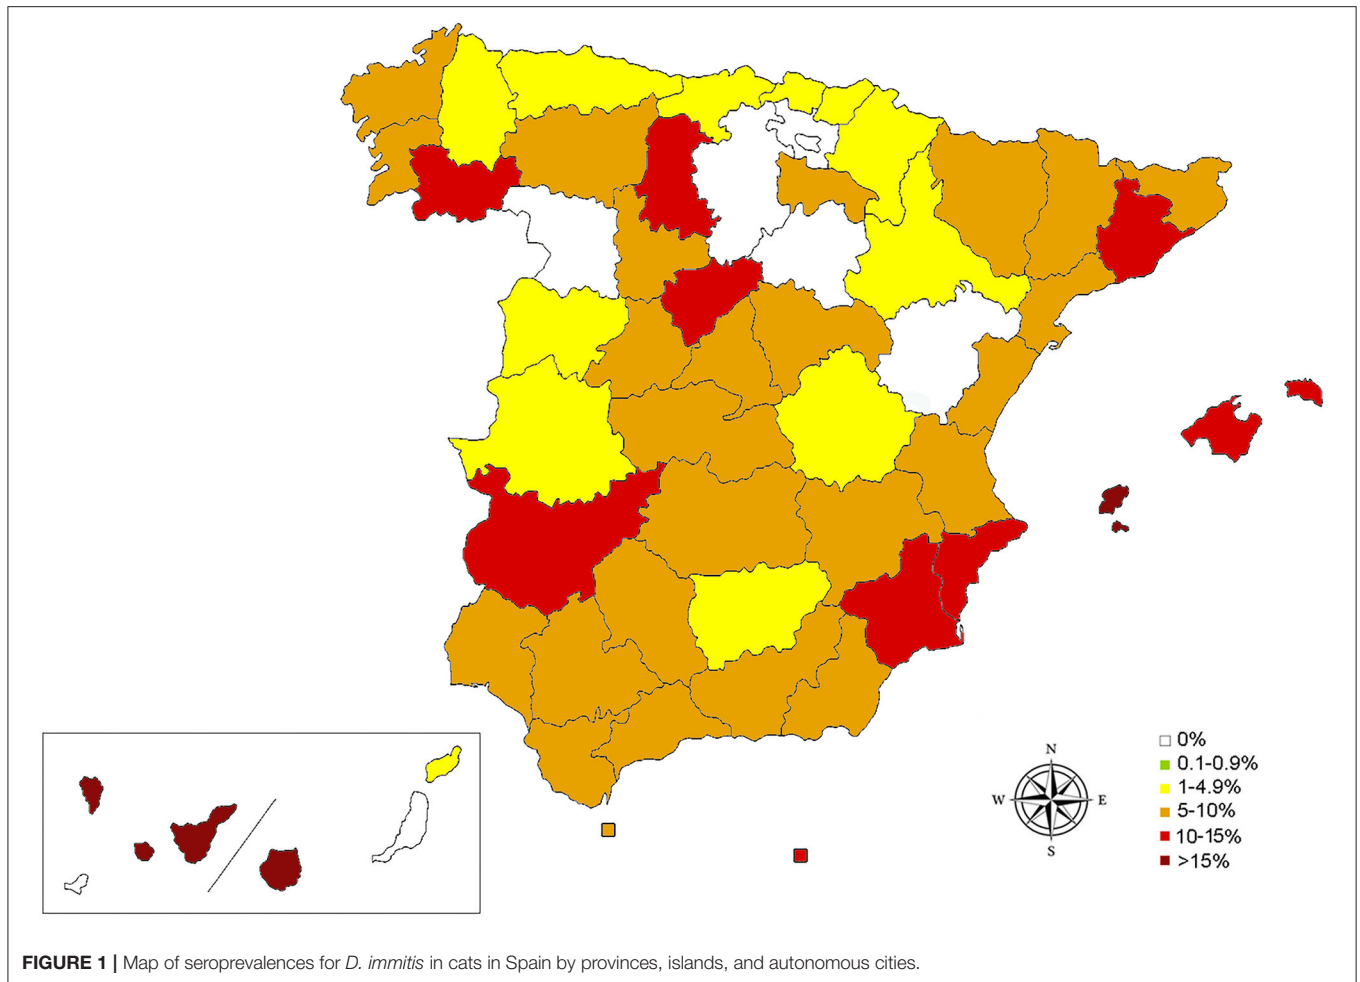 N
W E
S
0%
0.1-0.9%
1-4.9%
5-10%
10-15%
>15%
FIGURE 1 | Map of seroprevalences for D. immitis in cats in Spain by provinces, islands, and autonomous cities.